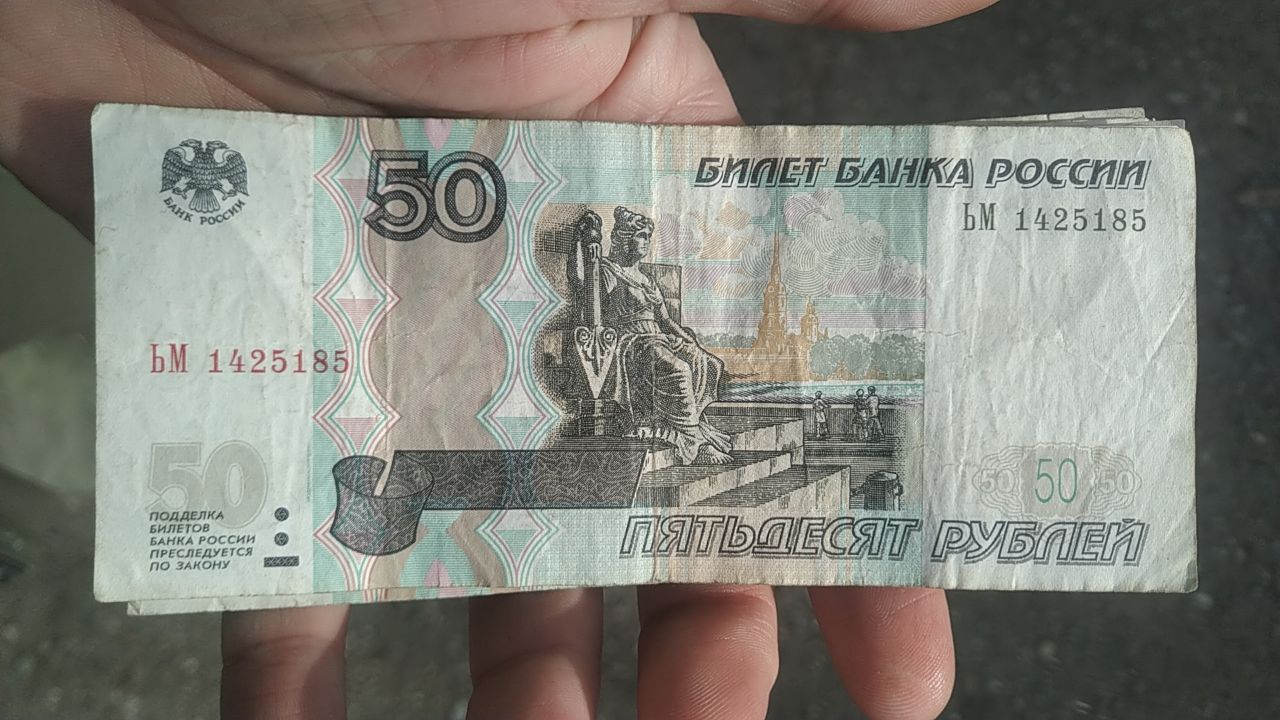 БАНК РОССИИ
50
БИЛЕТ БАНКА РОССИИ
ЬМ 1425185
ЬМ 1425185
50
ПОДДЕЛКА
БИЛЕТОВ
БАНКА РОССИИ
ПРЕСЛЕДУЕТСЯ
ПО ЗАКОНУ
50 50 50
ПЯТЬДЕСЯТ РУБЛЕЙ